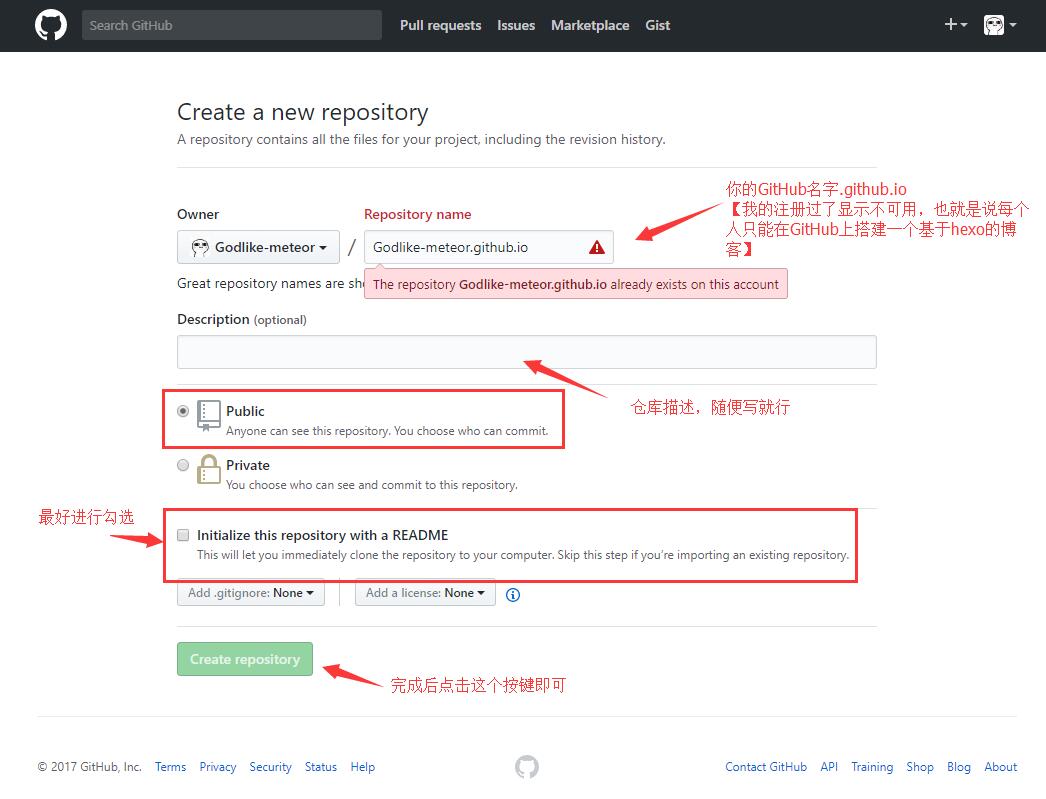 Search GitHub Pull requests Issues Marketplace Gist
Create a new repository
A repository contains all the files for your project, including the revision history.
你的GitHub名字.github.io
【我的注册过了显示不可用，也就是说每个
人只能在GitHub上搭建一个基于hexo的博
客】
Owner Repository name
Godlike-meteor / Godlike-meteor.github.io
Great repository names are
The repository Godlike-meteor.github.io already exists on this account
Description (optional)
仓库描述，随便写就行
Public
Anyone can see this repository. You choose who can commit.
Private
You choose who can see and commit to this repository.
最好进行勾选
Initialize this repository with a README
This will let you immediately clone the repository to your computer. Skip this step if you’re importing an existing repository.
Add .gitignore: None Add a license: None
Create repository
完成后点击这个按键即可
© 2017 GitHub, Inc. Terms Privacy Security Status Help Contact GitHub API Training Shop Blog About